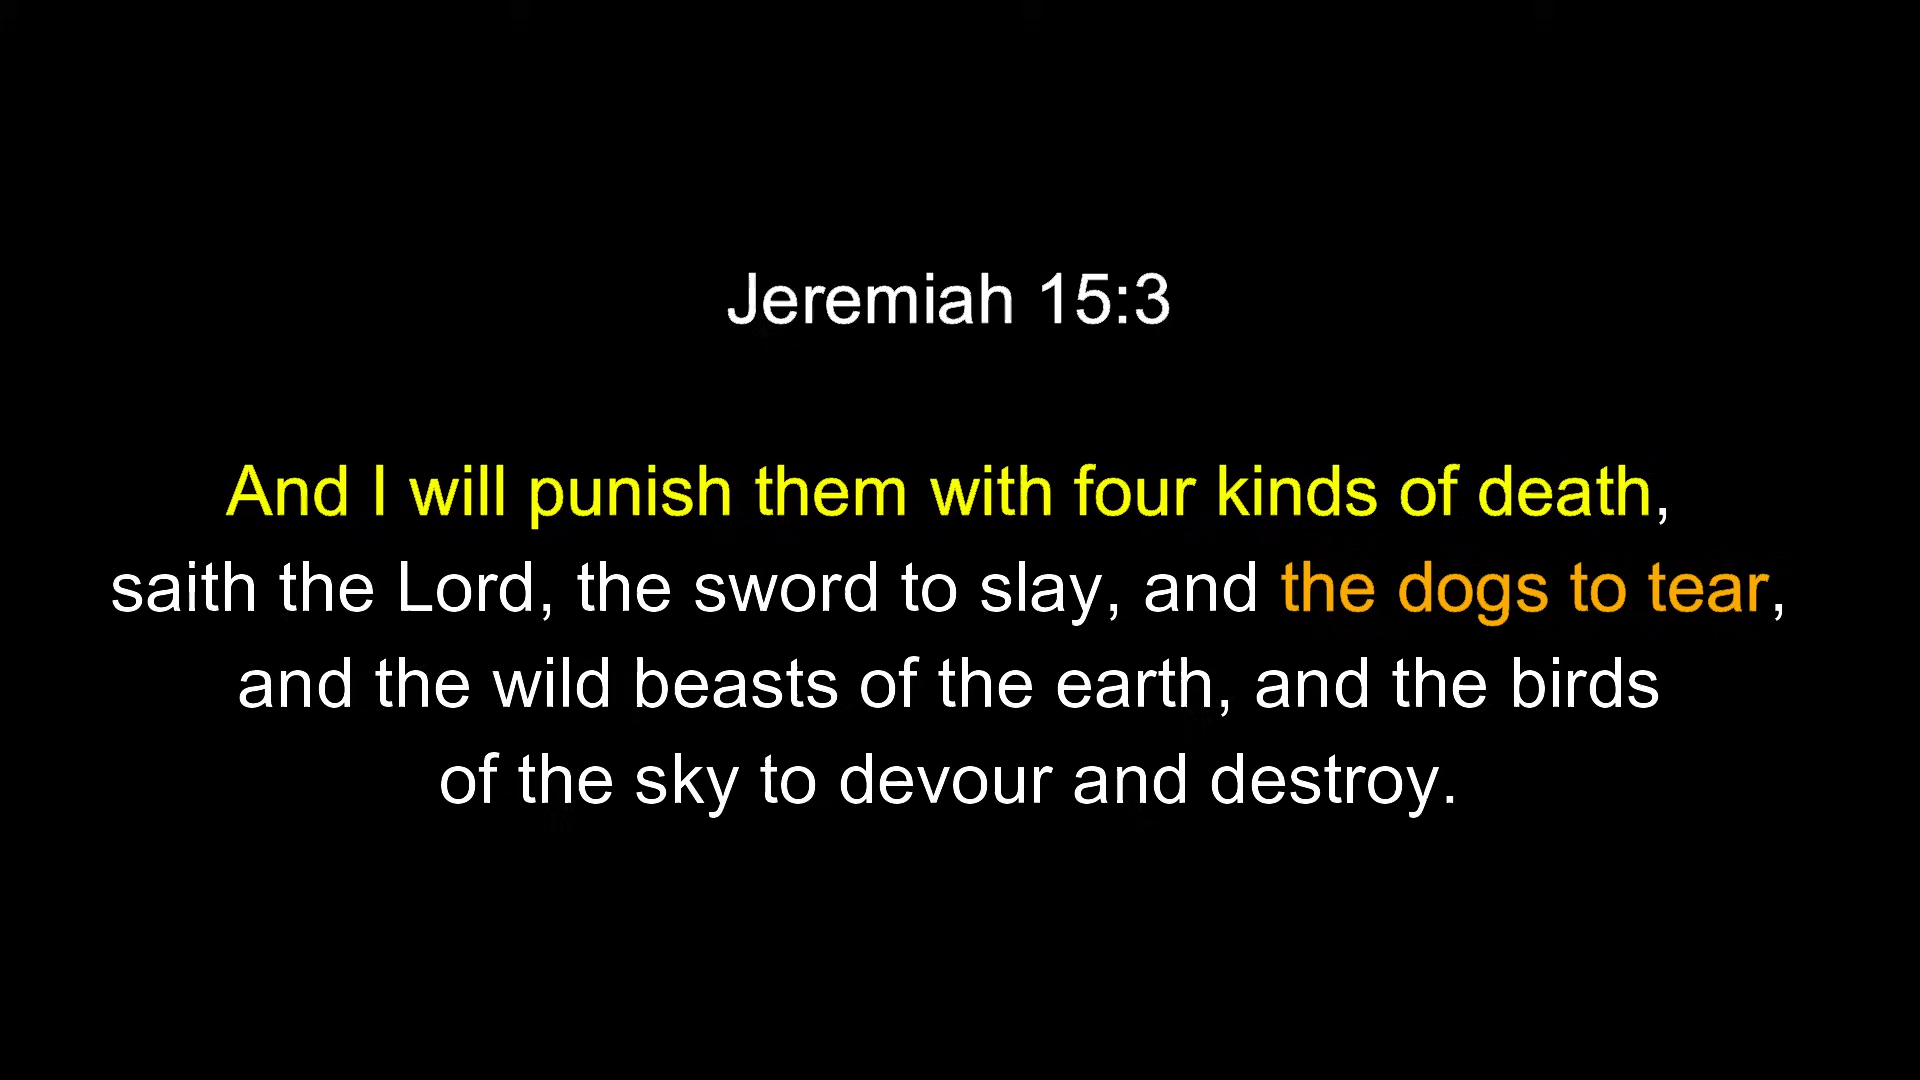 Jeremiah 15:3
And I will punish them with four kinds of death,
saith the Lord, the sword to slay, and the dogs to tear,
and the wild beasts of the earth, and the birds
of the sky to devour and destroy.